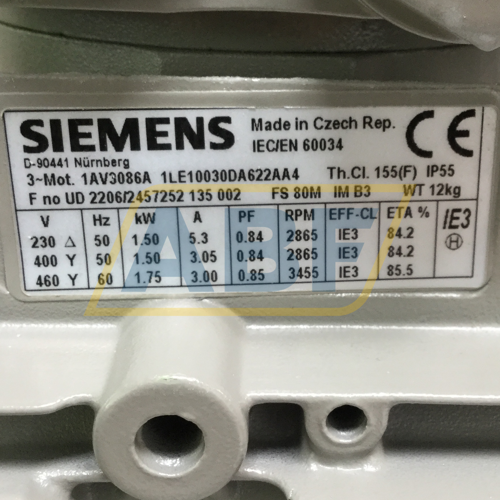 SIEMENS Made in Czech Rep. CE
D-90441 Nürnberg IEC/EN 60034
3~Mot. 1AV3086A 1LE10030DA622AA4 Th.Cl. 155(F) IP55
F no UD 2206/2457252 135 002 FS 80M IM B3 WT 12kg
V Hz kW A PF RPM EFF-CL ETA % IE3
230 Δ 50 1.50 5.3 0.84 2865 IE3 84.2 H
400 Y 50 1.50 3.05 0.84 2865 IE3 84.2
460 Y 60 1.75 3.00 0.85 3455 IE3 85.5
ABF